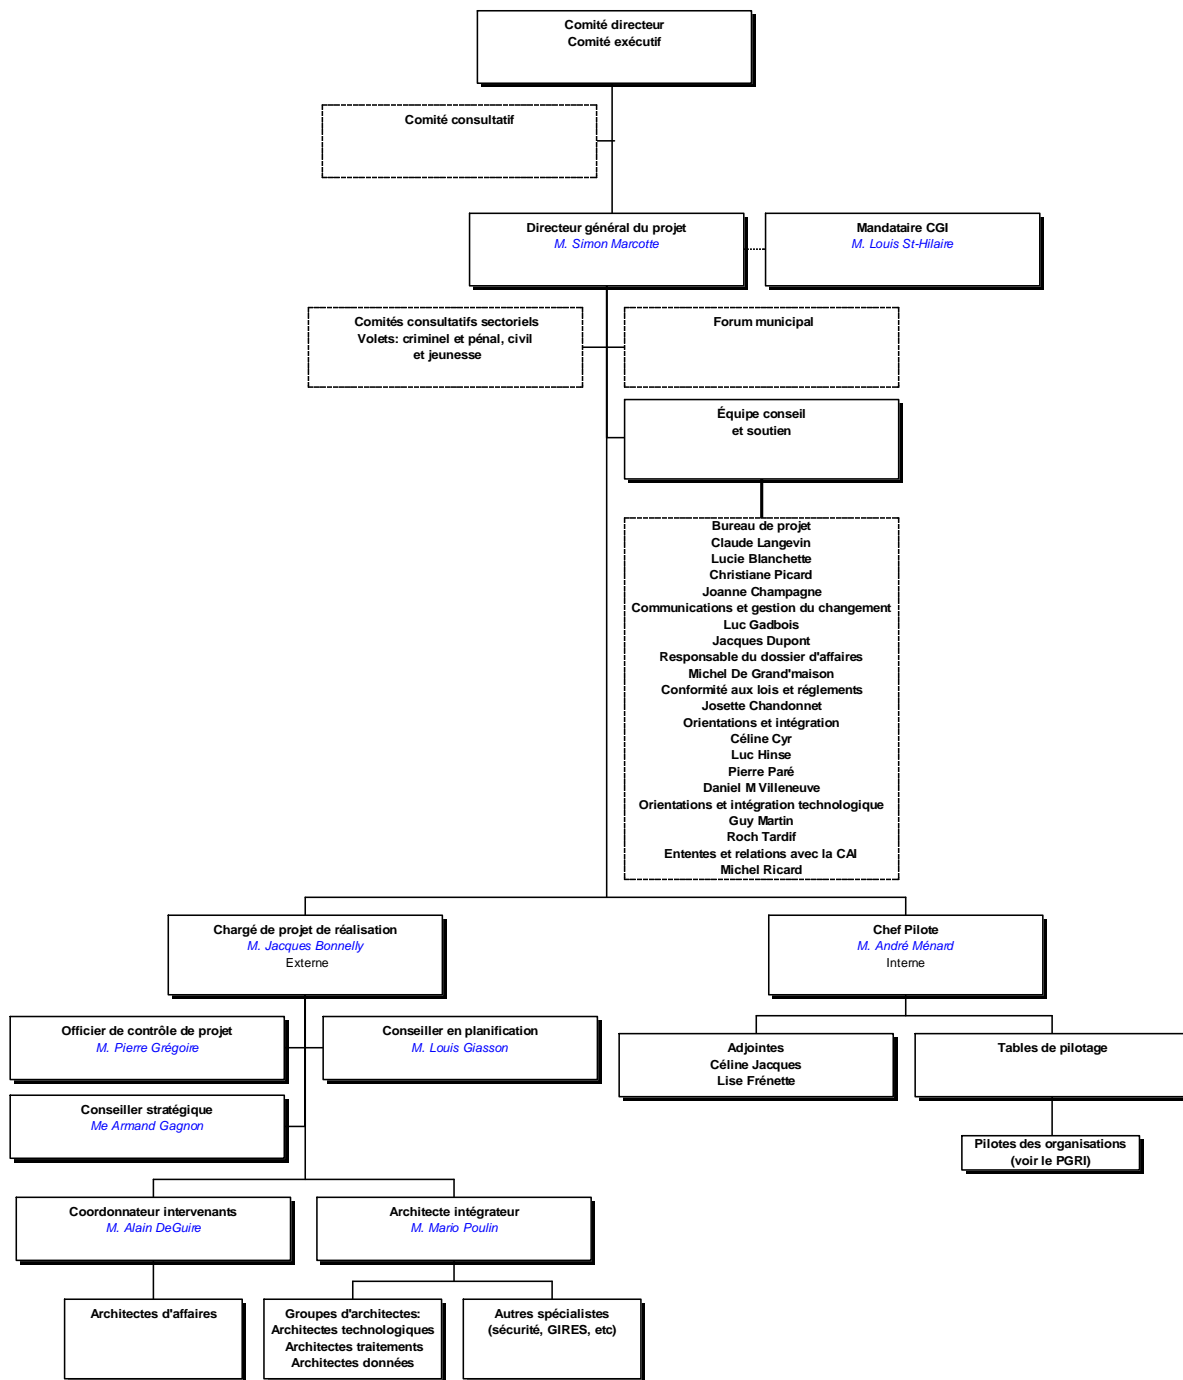 Comité directeur
Comité exécutif
Comité consultatif
Directeur général du projet
M. Simon Marcotte
Mandataire CGI
M. Louis St-Hilaire
Comités consultatifs sectoriels
Volets: criminel et pénal, civil
et jeunesse
Forum municipal
Équipe conseil
et soutien
Bureau de projet
Claude Langevin
Lucie Blanchette
Christiane Picard
Joanne Champagne
Communications et gestion du changement
Luc Gadbois
Jacques Dupont
Responsable du dossier d'affaires
Michel De Grand'maison
Conformité aux lois et réglements
Josette Chandonnet
Orientations et intégration
Céline Cyr
Luc Hinse
Pierre Paré
Daniel M Villeneuve
Orientations et intégration technologique
Guy Martin
Roch Tardif
Ententes et relations avec la CAI
Michel Ricard
Chargé de projet de réalisation
M. Jacques Bonnelly
Externe
Chef Pilote
M. André Ménard
Interne
Officier de contrôle de projet
M. Pierre Grégoire
Conseiller en planification
M. Louis Giasson
Adjointes
Céline Jacques
Lise Frénette
Tables de pilotage
Conseiller stratégique
Me Armand Gagnon
Pilotes des organisations
(voir le PGRI)
Coordonnateur intervenants
M. Alain DeGuire
Architecte intégrateur
M. Mario Poulin
Architectes d'affaires
Groupes d'architectes:
Architectes technologiques
Architectes traitements
Architectes données
Autres spécialistes
(sécurité, GIRES, etc)